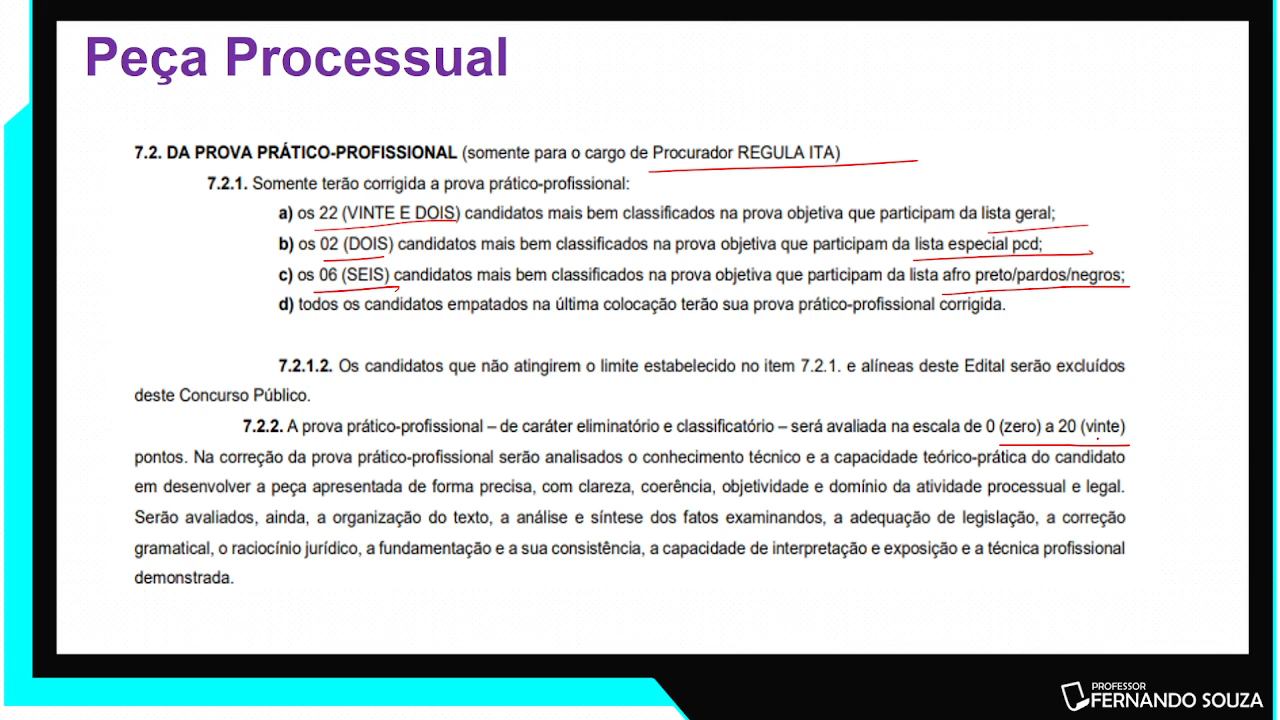 Peça Processual
7.2. DA PROVA PRÁTICO-PROFISSIONAL (somente para o cargo de Procurador REGULA ITA)
7.2.1. Somente terão corrigida a prova prático-profissional:
a) os 22 (VINTE E DOIS) candidatos mais bem classificados na prova objetiva que participam da lista geral;
b) os 02 (DOIS) candidatos mais bem classificados na prova objetiva que participam da lista especial pcd;
c) os 06 (SEIS) candidatos mais bem classificados na prova objetiva que participam da lista afro preto/pardos/negros;
d) todos os candidatos empatados na última colocação terão sua prova prático-profissional corrigida.
7.2.1.2. Os candidatos que não atingirem o limite estabelecido no item 7.2.1. e alíneas deste Edital serão excluídos
deste Concurso Público.
7.2.2. A prova prático-profissional – de caráter eliminatório e classificatório – será avaliada na escala de 0 (zero) a 20 (vinte)
pontos. Na correção da prova prático-profissional serão analisados o conhecimento técnico e a capacidade teórico-prática do candidato
em desenvolver a peça apresentada de forma precisa, com clareza, coerência, objetividade e domínio da atividade processual e legal.
Serão avaliados, ainda, a organização do texto, a análise e síntese dos fatos examinandos, a adequação de legislação, a correção
gramatical, o raciocínio jurídico, a fundamentação e a sua consistência, a capacidade de interpretação e exposição e a técnica profissional
demonstrada.
PROFESSOR
FERNANDO SOUZA